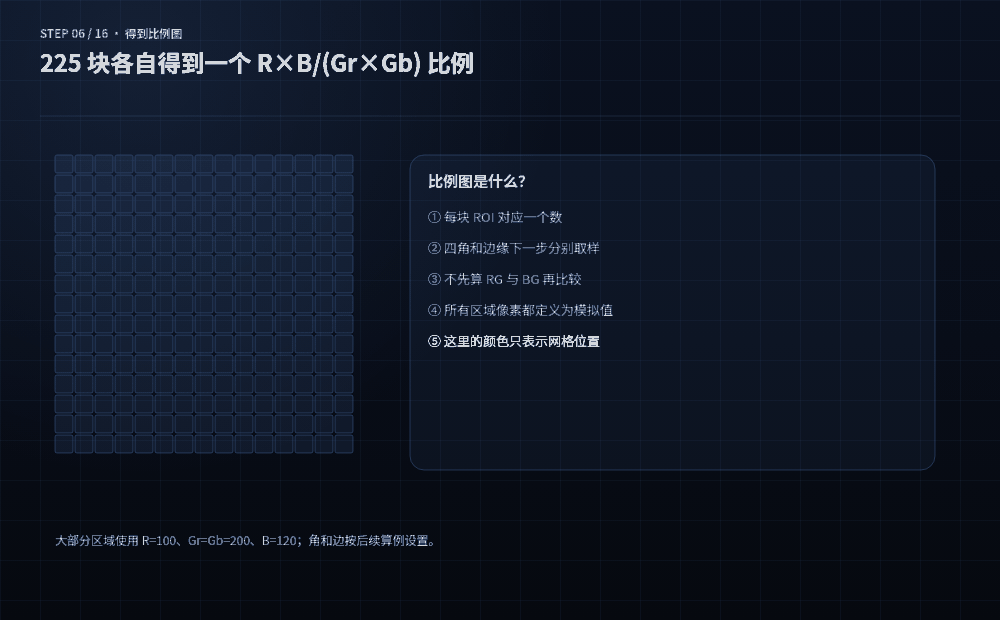 STEP 06 / 16 · 得到比例图
225 块各自得到一个 R×B/(Gr×Gb) 比例
比例图是什么？
① 每块 ROI 对应一个数
② 四角和边缘下一步分别取样
③ 不先算 RG 与 BG 再比较
④ 所有区域像素都定义为模拟值
⑤ 这里的颜色只表示网格位置
大部分区域使用 R=100、Gr=Gb=200、B=120；角和边按后续算例设置。